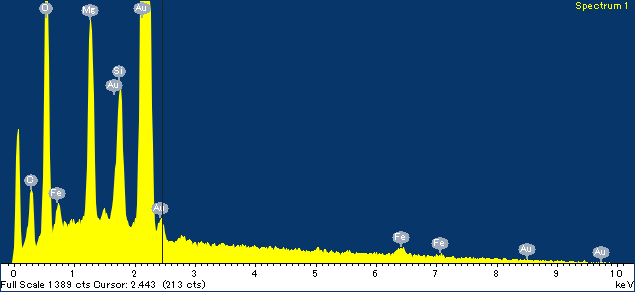 Spectrum 1
O Mg Au
Si
Au
C
Fe
Au
Fe
Fe
Au
Au
0 1 2 3 4 5 6 7 8 9 10
Full Scale 1389 cts Cursor: 2.443 (213 cts) keV